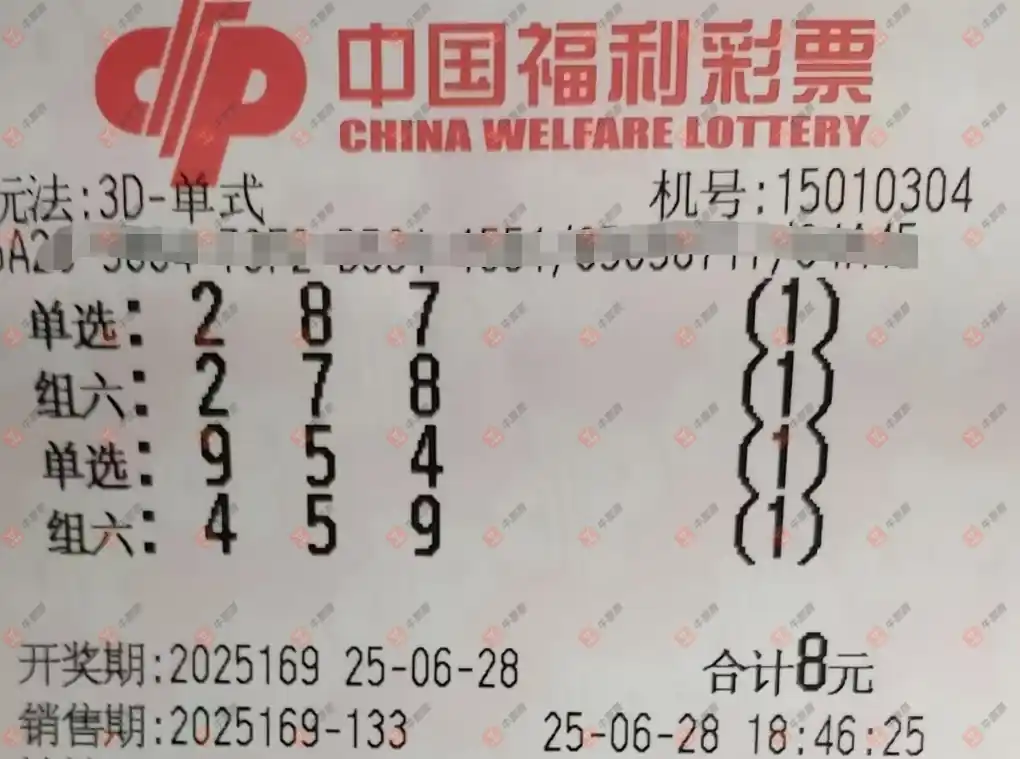 中国福利彩票
CHINA WELFARE LOTTERY
玩法:3D-单式 机号:15010304
单选: 2 8 7 (1)
组六: 2 7 8 (1)
单选: 9 5 4 (1)
组六: 4 5 9 (1)
开奖期:2025169 25-06-28 合计8元
销售期:2025169-133 25-06-28 18:46:25